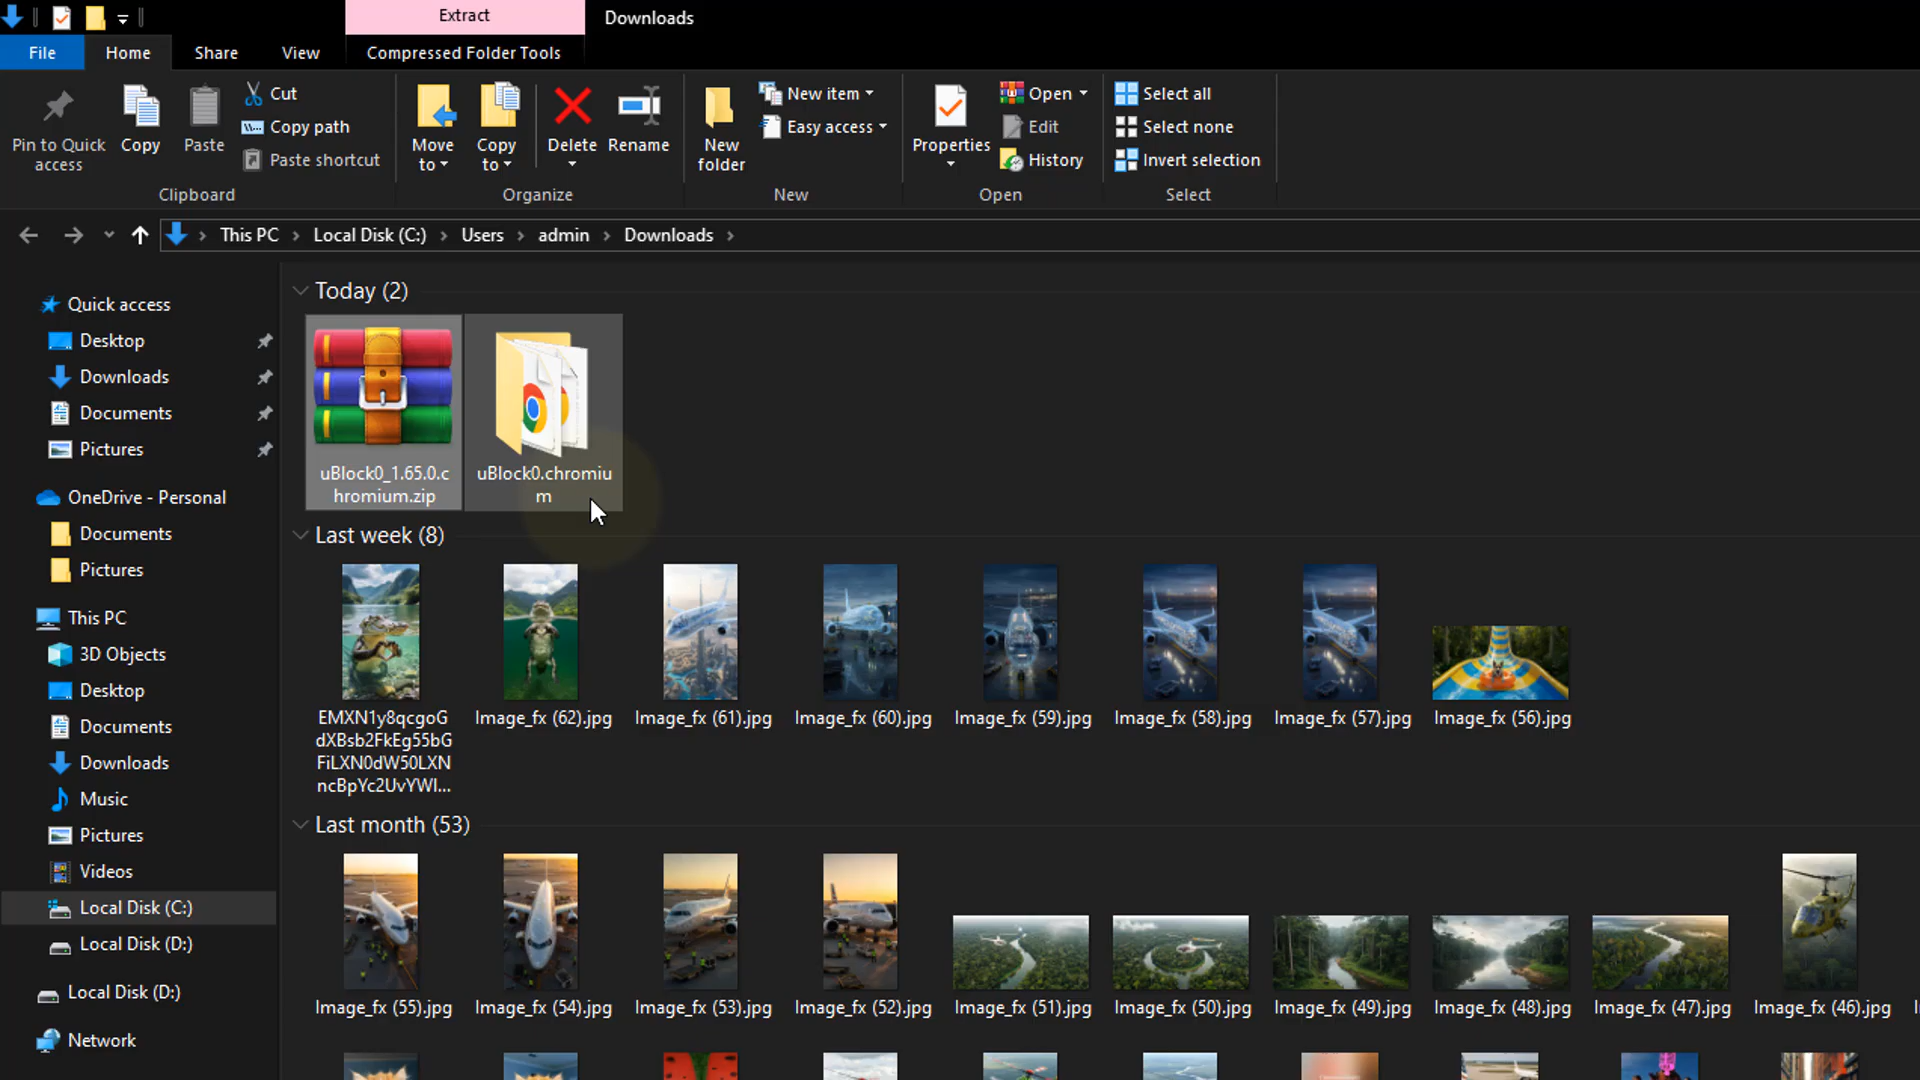 Extract
Downloads
File
Home
Share
View
Compressed Folder Tools
Pin to Quick
access
Copy
Paste
Cut
Copy path
Paste shortcut
Clipboard
Move
to
Copy
to
Delete
Rename
Organize
New
folder
New item
Easy access
New
Properties
Open
Edit
History
Open
Select all
Select none
Invert selection
Select
This PC
Local Disk (C:)
Users
admin
Downloads
Quick access
Desktop
Downloads
Documents
Pictures
OneDrive - Personal
Documents
Pictures
This PC
3D Objects
Desktop
Documents
Downloads
Music
Pictures
Videos
Local Disk (C:)
Local Disk (D:)
Local Disk (D:)
Network
Today (2)
uBlock0_1.65.0.c
hromium.zip
uBlock0.chromiu
m
Last week (8)
EMXN1y8qcgoG
dXBsb2FkEg55bG
FiLXN0dW50LXN
ncBpYc2UvYWI...
Image_fx (62).jpg
Image_fx (61).jpg
Image_fx (60).jpg
Image_fx (59).jpg
Image_fx (58).jpg
Image_fx (57).jpg
Image_fx (56).jpg
Last month (53)
Image_fx (55).jpg
Image_fx (54).jpg
Image_fx (53).jpg
Image_fx (52).jpg
Image_fx (51).jpg
Image_fx (50).jpg
Image_fx (49).jpg
Image_fx (48).jpg
Image_fx (47).jpg
Image_fx (46).jpg